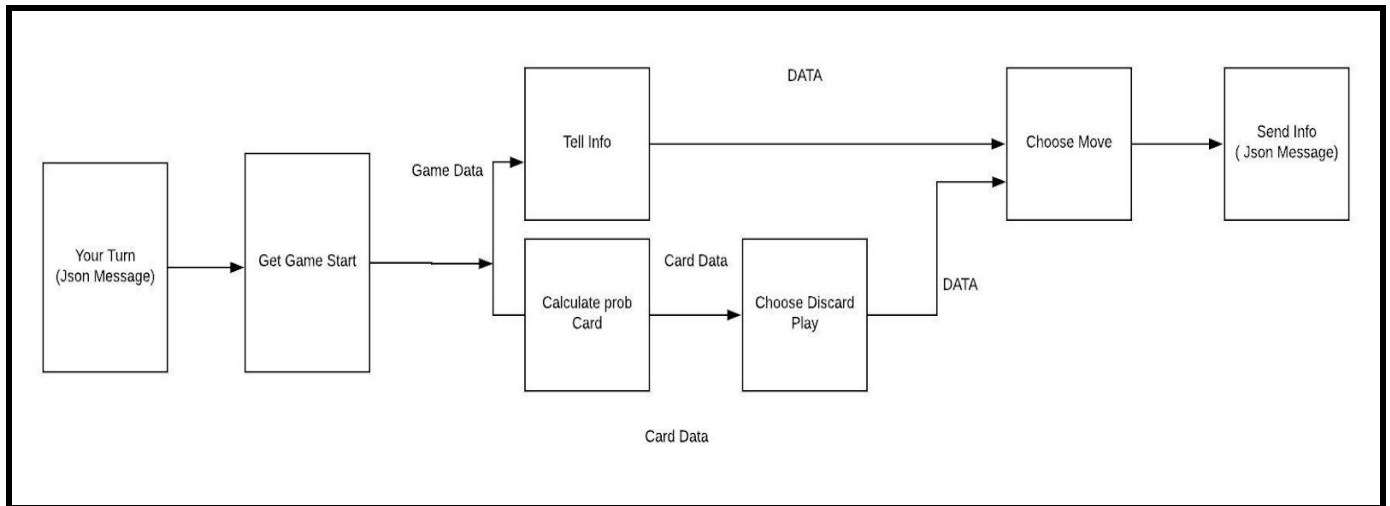 Your Turn
(Json Message)
Get Game Start
Game Data
Tell Info
DATA
Calculate prob
Card
Card Data
Choose Discard
Play
DATA
Choose Move
Send Info
( Json Message)
Card Data